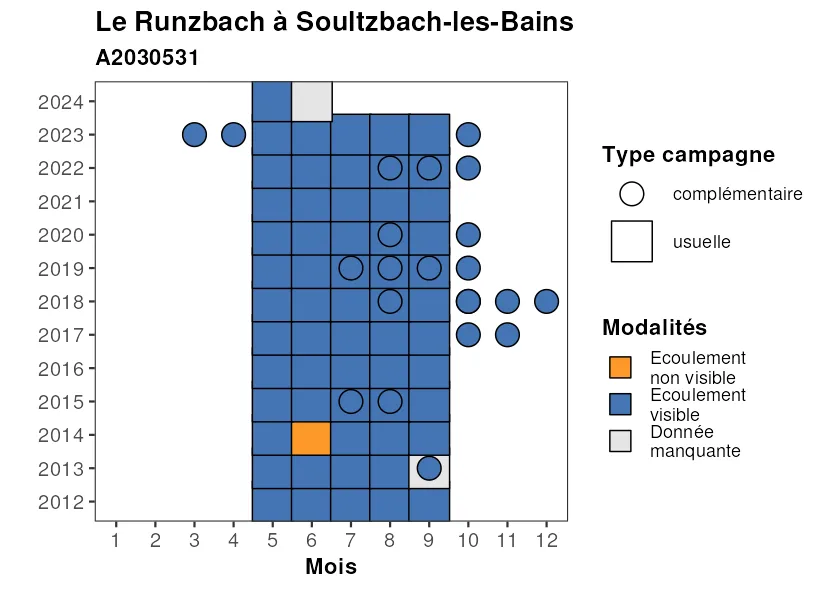 Le Runzbach à Soultzbach-les-Bains
A2030531
2024
2023
2022
2021
2020
2019
2018
2017
2016
2015
2014
2013
2012
1 2 3 4 5 6 7 8 9 10 11 12
Mois
Type campagne
complémentaire
usuelle
Modalités
Ecoulement
non visible
Ecoulement
visible
Donnée
manquante